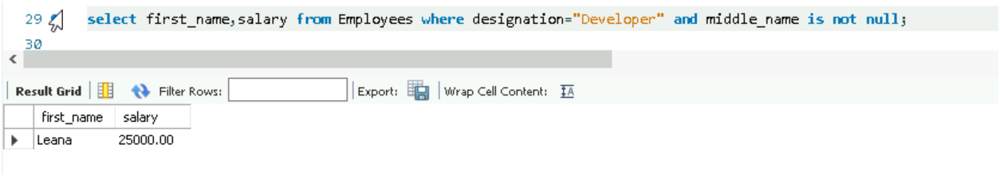 29 select first_name,salary from Employees where designation="Developer" and middle_name is not null;
30
Result Grid Filter Rows: Export: Wrap Cell Content: IA
first_name salary
Leana 25000.00